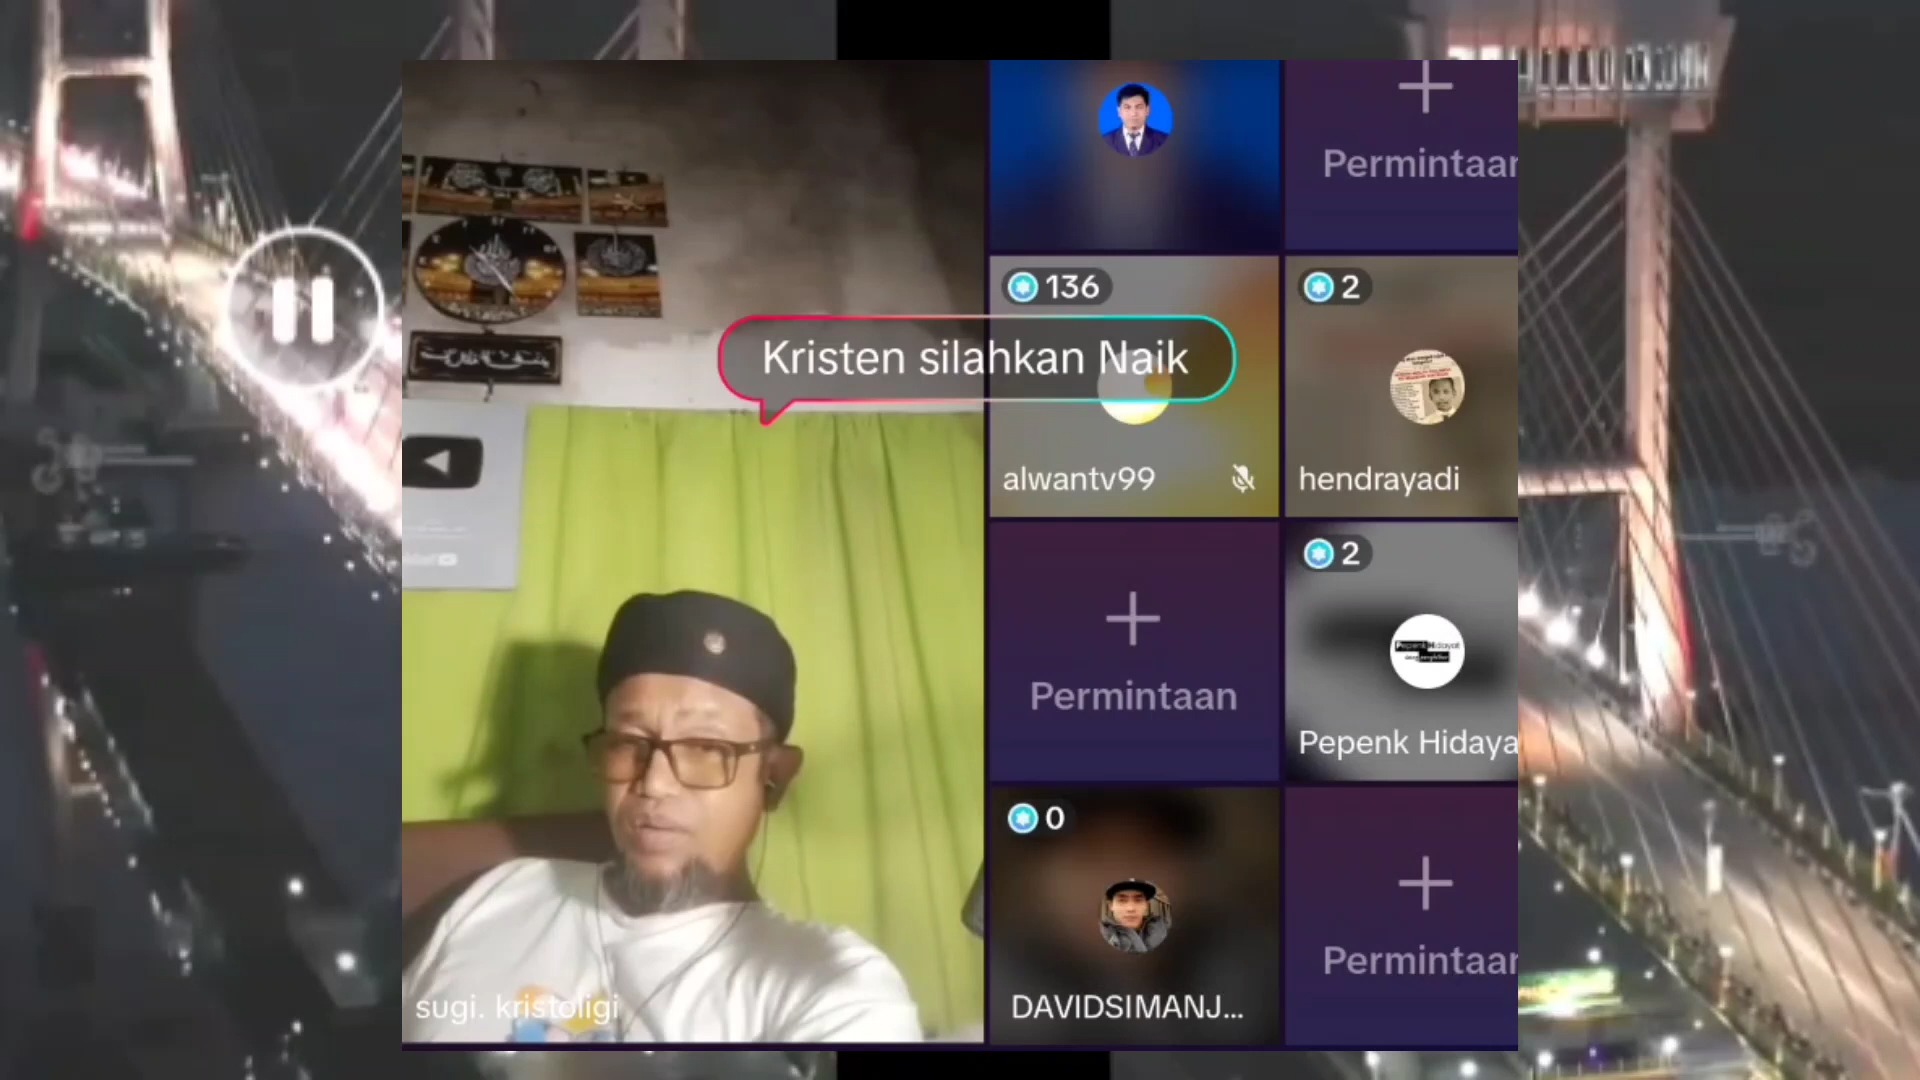 Permintaan
136
2
Kristen silahkan Naik
alwantv99
hendrayadi
2
Permintaan
Pepenk Hidaya
0
Permintaan
sugi. kristoligi
DAVIDSIMANJ...